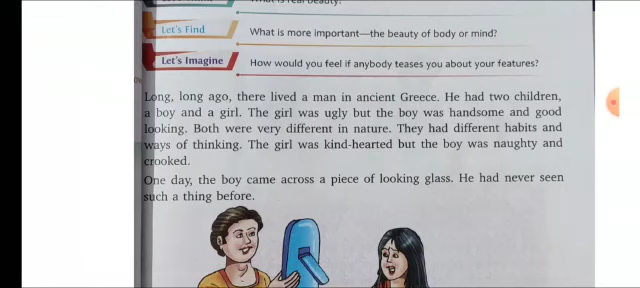 What is real beauty?
Let's Find
What is more important—the beauty of body or mind?
Let's Imagine
How would you feel if anybody teases you about your features?
Long, long ago, there lived a man in ancient Greece. He had two children,
a boy and a girl. The girl was ugly but the boy was handsome and good
looking. Both were very different in nature. They had different habits and
ways of thinking. The girl was kind-hearted but the boy was naughty and
crooked.
One day, the boy came across a piece of looking glass. He had never seen
such a thing before.